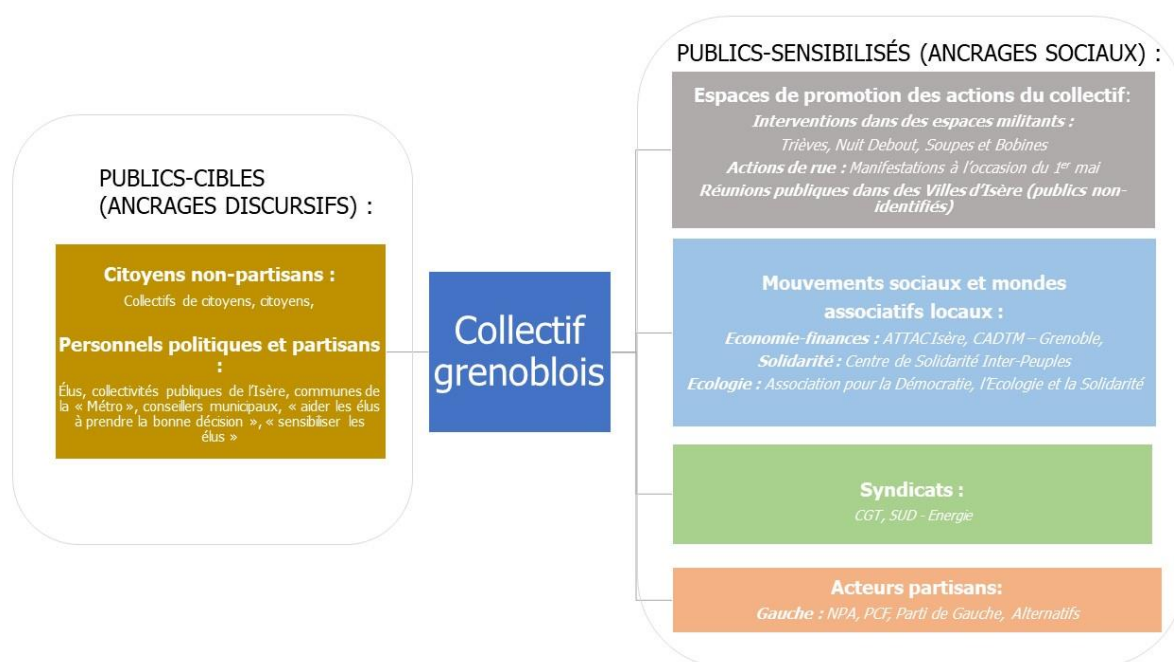 PUBLICS-CIBLES
(ANCRAGES DISCURSIFS) :
Citoyens non-partisans :
Collectifs de citoyens, citoyens,
Personnels politiques et partisans
:
Élus, collectivités publiques de l'Isère, communes de
la « Métro », conseillers municipaux, « aider les élus
à prendre la bonne décision », « sensibiliser les
élus »
Collectif
grenoblois
PUBLICS-SENSIBILISÉS (ANCRAGES SOCIAUX) :
Espaces de promotion des actions du collectif:
Interventions dans des espaces militants :
Trièves, Nuit Debout, Soupes et Bobines
Actions de rue : Manifestations à l'occasion du 1er mai
Réunions publiques dans des Villes d'Isère (publics non-
identifiés)
Mouvements sociaux et mondes
associatifs locaux :
Economie-finances : ATTAC Isère, CADTM – Grenoble,
Solidarité : Centre de Solidarité Inter-Peuples
Ecologie : Association pour la Démocratie, l'Ecologie et la Solidarité
Syndicats :
CGT, SUD - Energie
Acteurs partisans:
Gauche : NPA, PCF, Parti de Gauche, Alternatifs